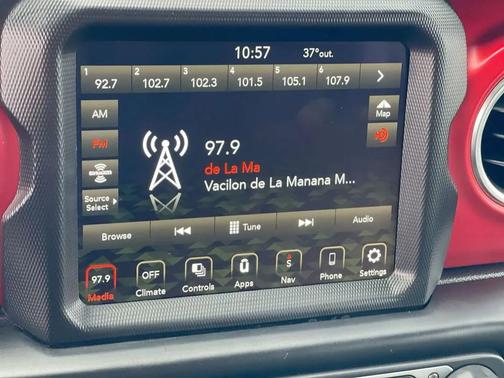 10:57 37°out.
1 92.7 2 102.7 3 102.3 4 101.5 5 105.1 6 107.9
AM
Map
FM
97.9
de La Ma
((SiriusXM))
Vacilon de La Manana M...
Source Select
Browse Tune Audio
97.9 OFF S
Media Climate Controls Apps Nav Phone Settings